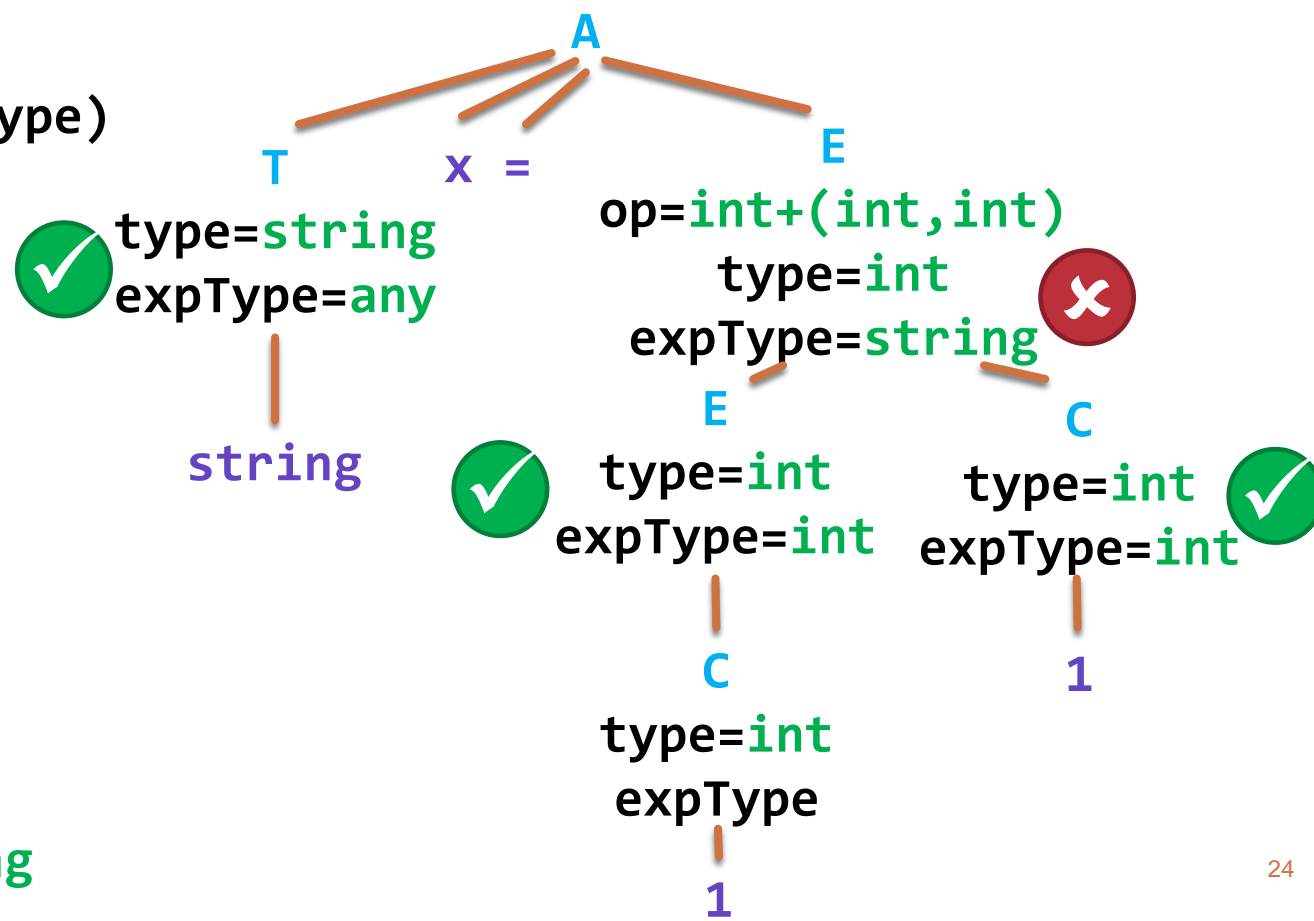 A
ype)
T
x =
E
type=string
expType=any
op=int+(int,int)
type=int
expType=string
string
E
type=int
expType=int
C
type=int
expType=int
C
type=int
expType
1
1
g
24